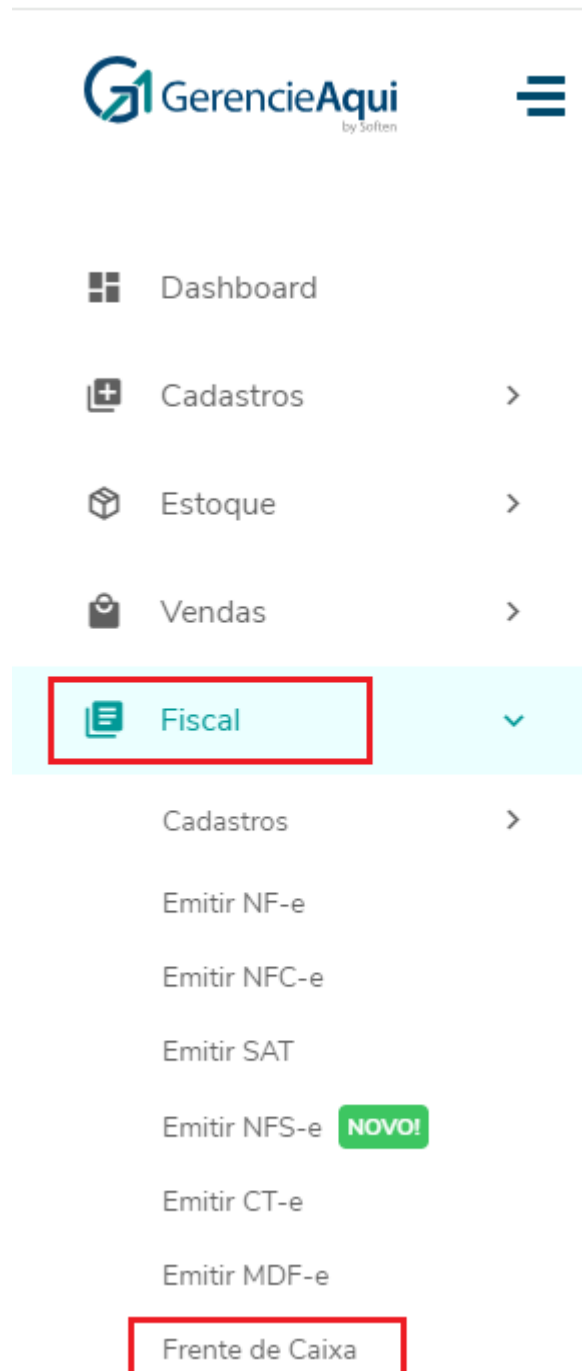 GerencieAqui
by Soften
Dashboard
Cadastros
Estoque
Vendas
Fiscal
Cadastros
Emitir NF-e
Emitir NFC-e
Emitir SAT
Emitir NFS-e NOVO!
Emitir CT-e
Emitir MDF-e
Frente de Caixa